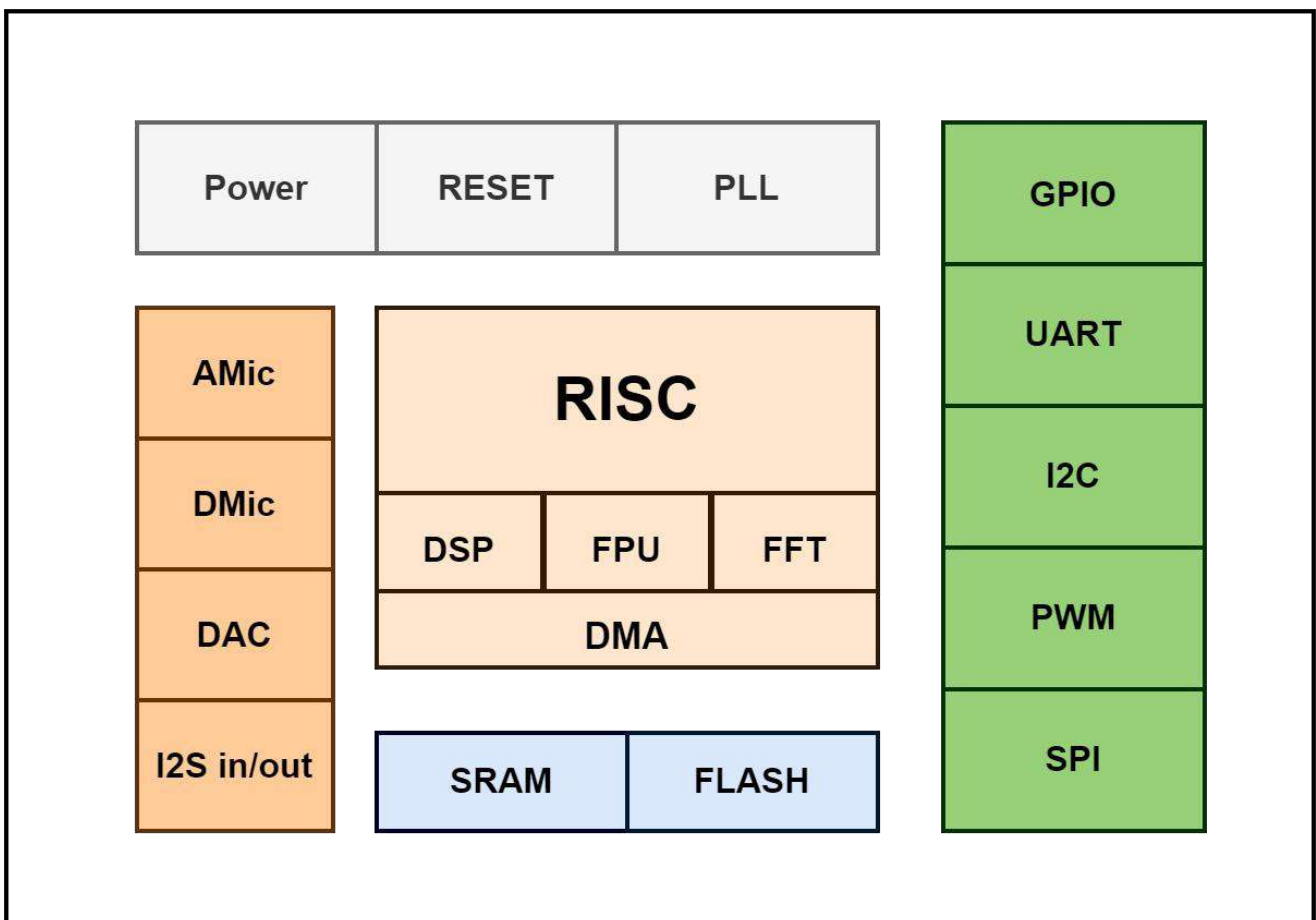 Power
RESET
PLL
AMic
DMic
DAC
I2S in/out
RISC
DSP
FPU
FFT
DMA
SRAM
FLASH
GPIO
UART
I2C
PWM
SPI